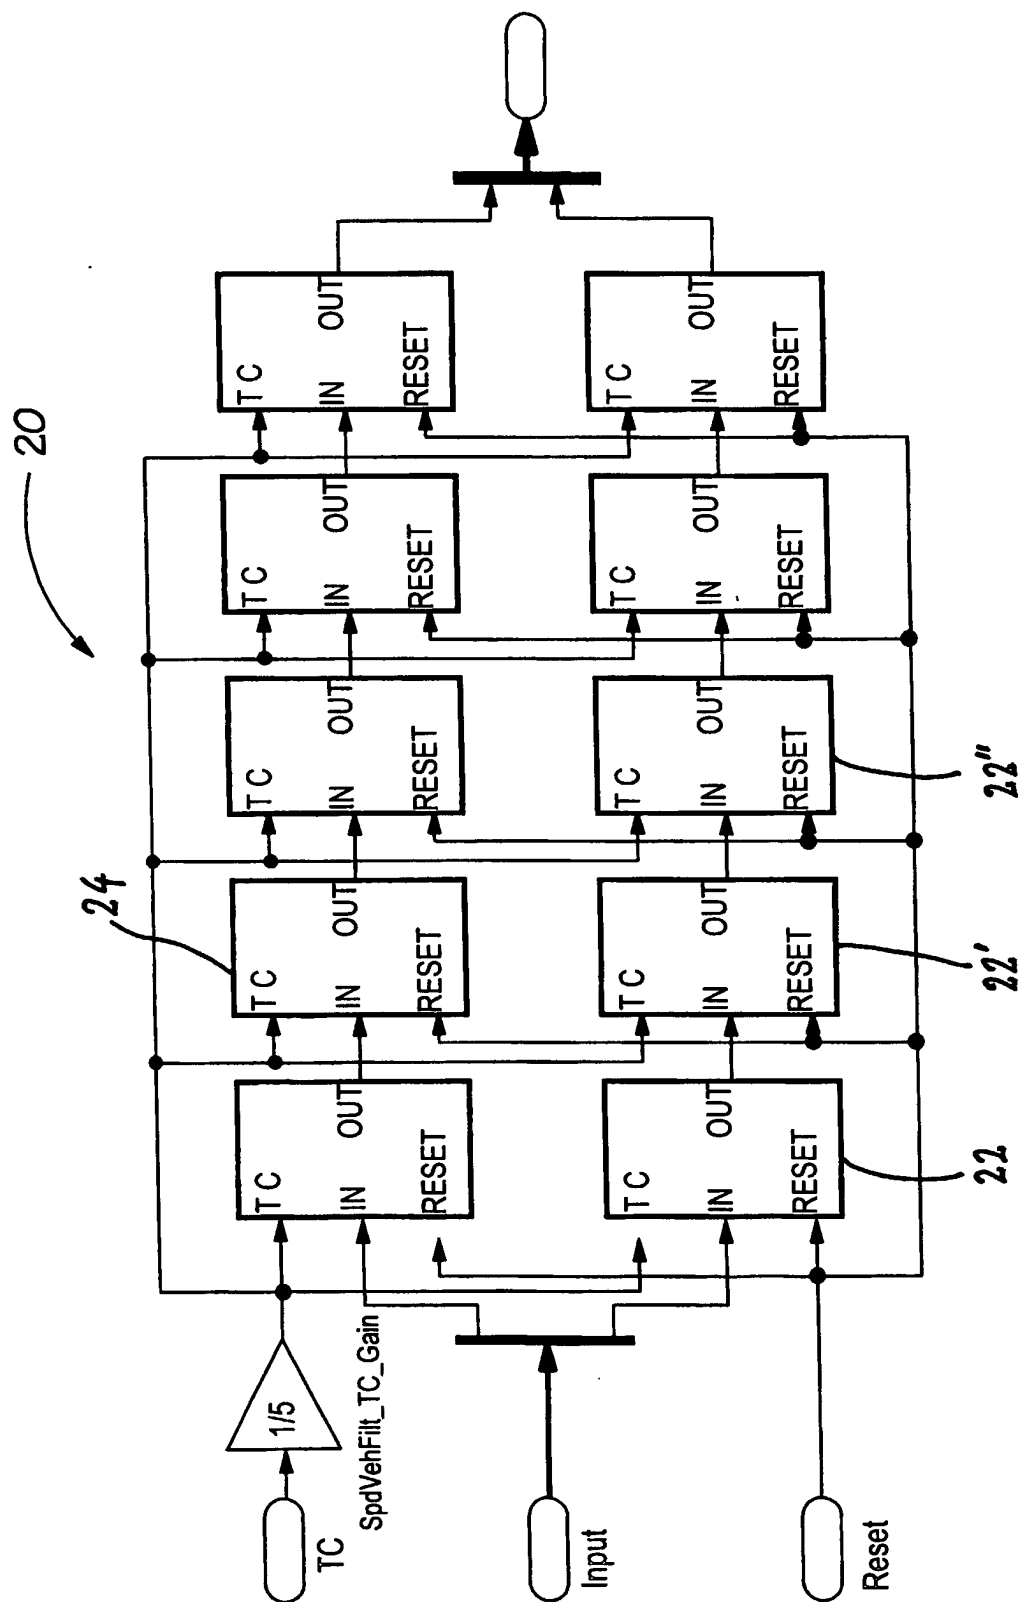 20
TC
1/5
SpdVehFilt_TC_Gain
Input
Reset
TC
IN
RESET
OUT
24
TC
IN
RESET
OUT
TC
IN
RESET
OUT
TC
IN
RESET
OUT
TC
IN
RESET
OUT
TC
IN
RESET
OUT
22
TC
IN
RESET
OUT
22'
TC
IN
RESET
OUT
22"
TC
IN
RESET
OUT
TC
IN
RESET
OUT